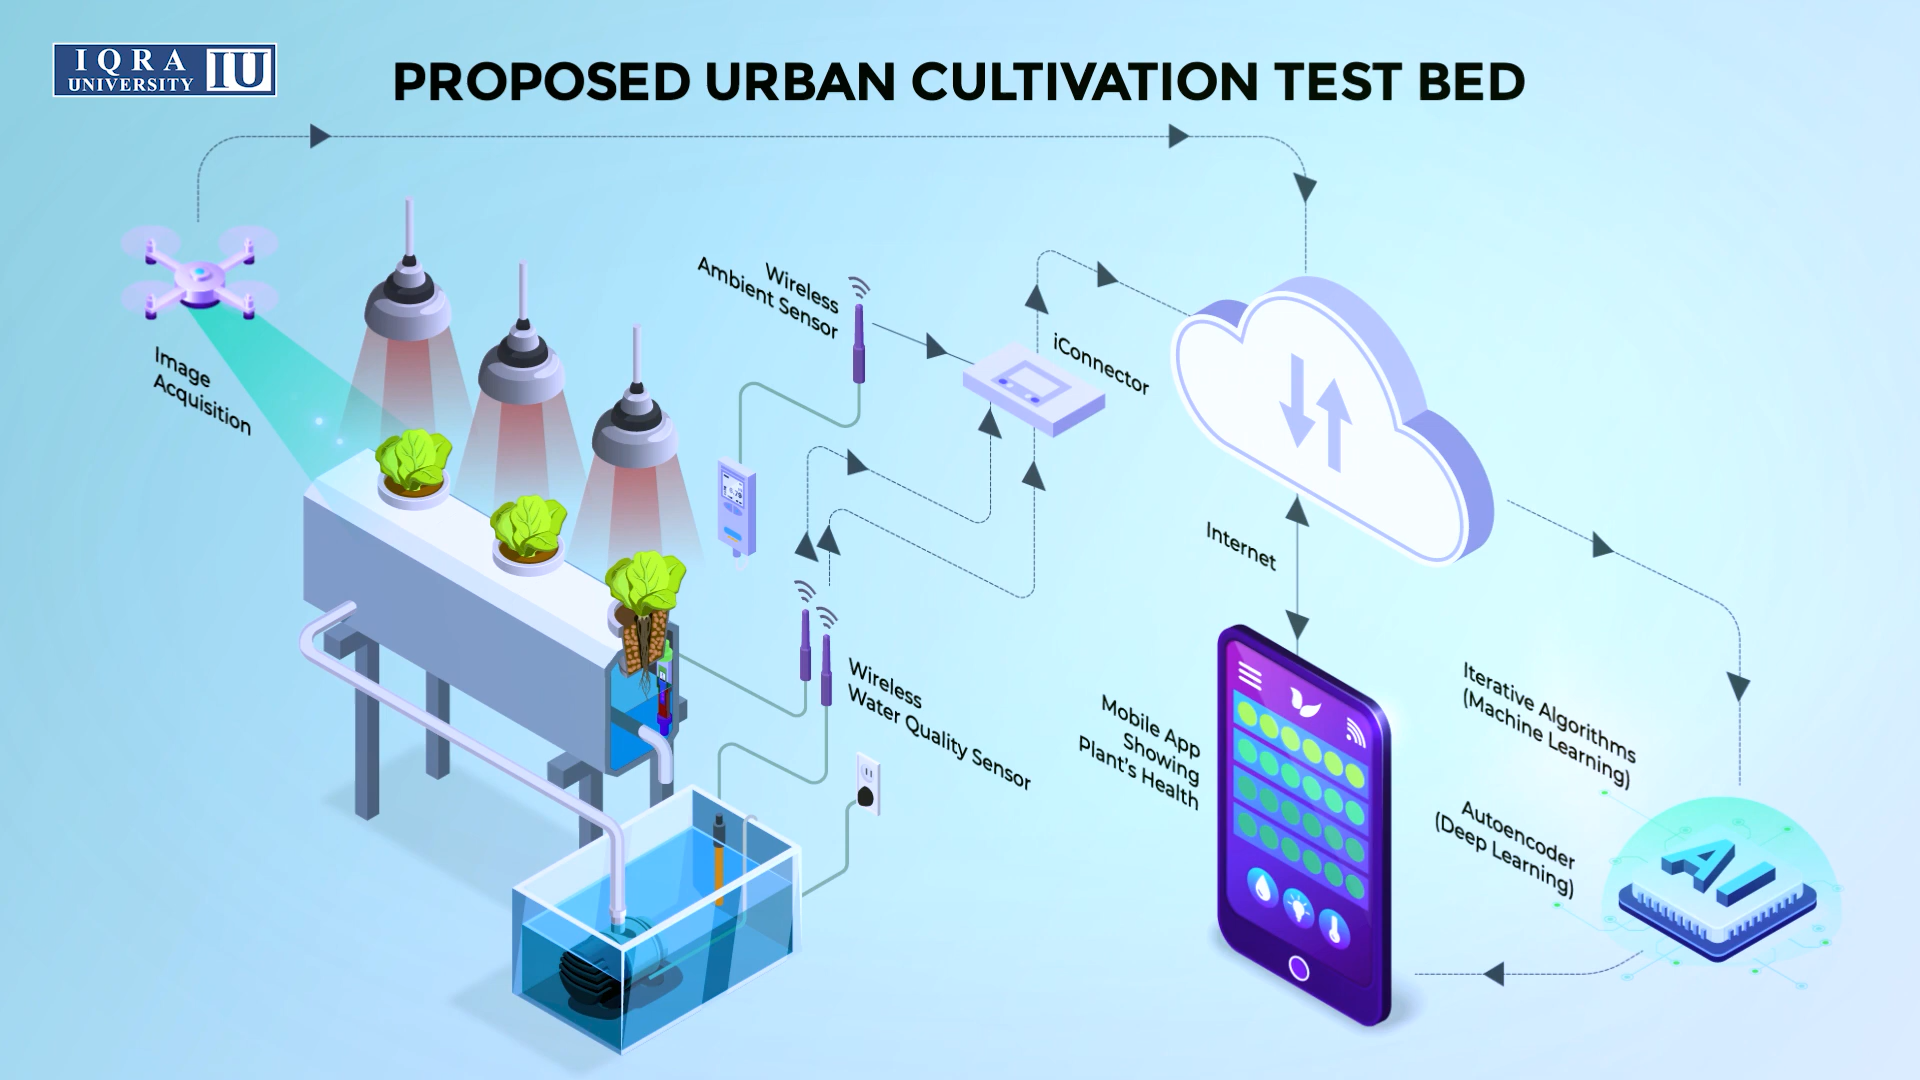 IQRA
UNIVERSITY
IU
PROPOSED URBAN CULTIVATION TEST BED
Image
Acquisition
Wireless
Ambient Sensor
iConnector
Internet
Wireless
Water Quality Sensor
Mobile App
Showing
Plant's Health
Iterative Algorithms
(Machine Learning)
Autoencoder
(Deep Learning)
AI